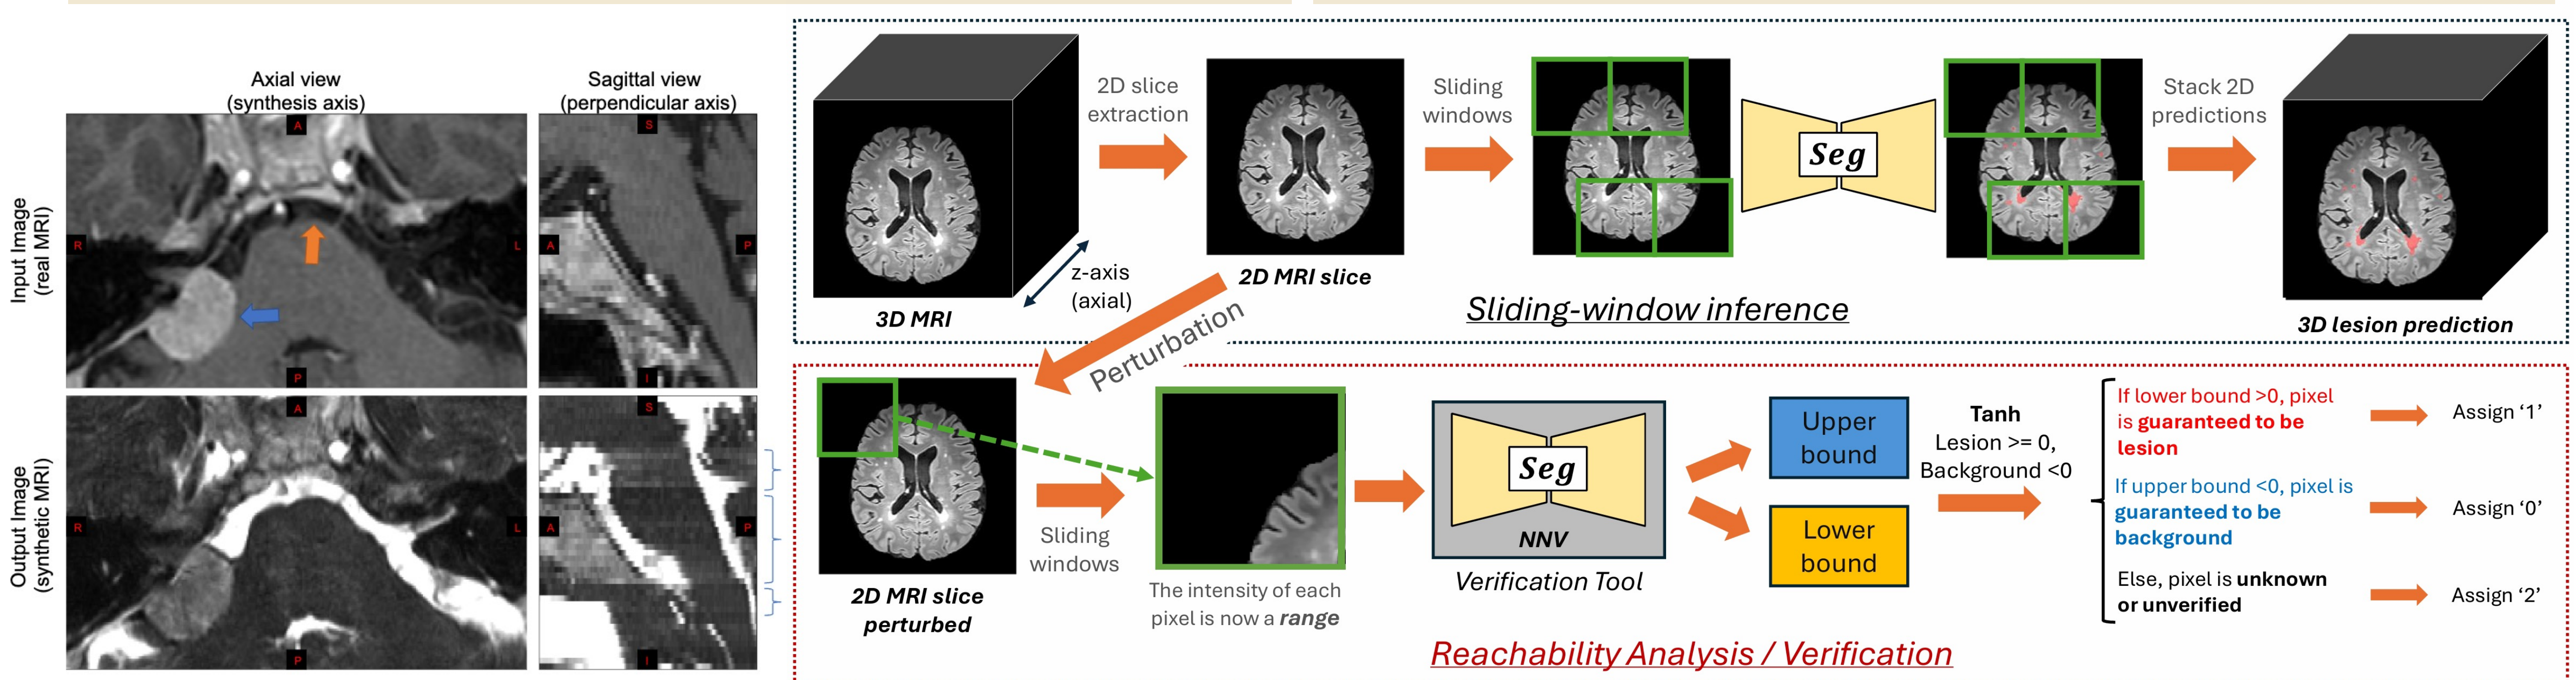 Axial view
(synthesis axis)
Sagittal view
(perpendicular axis)
Input Image
(real MRI)
A
R
L
P
S
A
P
I
Output Image
(synthetic MRI)
A
R
L
P
S
A
P
I
3D MRI
z-axis
(axial)
2D slice
extraction
2D MRI slice
Sliding
windows
Seg
Stack 2D
predictions
3D lesion prediction
Sliding-window inference
Perturbation
2D MRI slice
perturbed
Sliding
windows
The intensity of each
pixel is now a range
Seg
NNV
Verification Tool
Upper
bound
Lower
bound
Tanh
Lesion >= 0,
Background <0
If lower bound >0, pixel
is guaranteed to be
lesion
Assign ‘1’
If upper bound <0, pixel is
guaranteed to be
background
Assign ‘0’
Else, pixel is unknown
or unverified
Assign ‘2’
Reachability Analysis / Verification